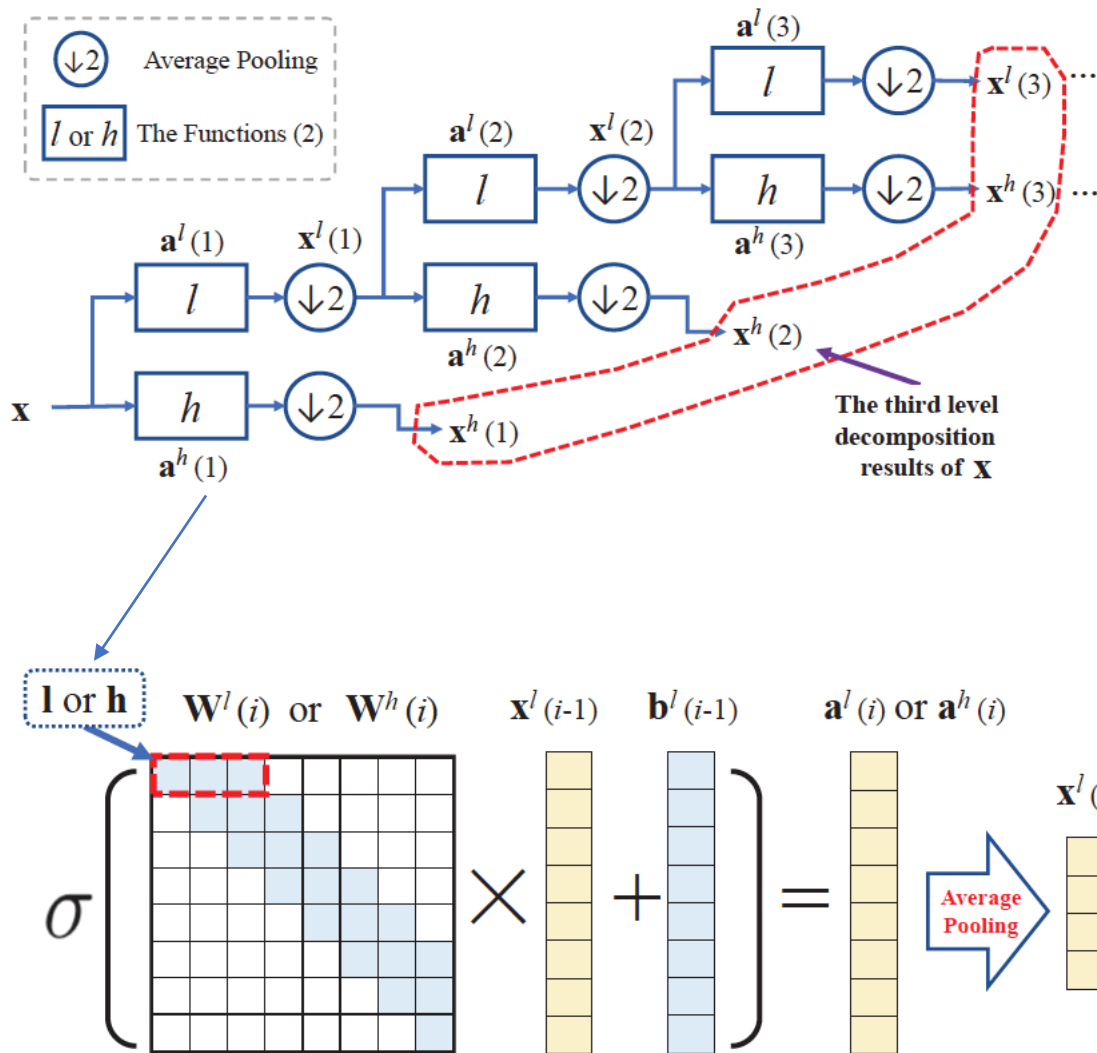 ↓2 Average Pooling
l or h The Functions (2)
a^l (3)
l ↓2 x^l (3) ...
a^l (2) x^l (2)
l ↓2 h ↓2 x^h (3) ...
a^h (3)
a^l (1) x^l (1)
l ↓2 h ↓2 x^h (2)
a^h (2)
x h ↓2 x^h (1)
a^h (1)
The third level
decomposition
results of x
l or h
W^l (i) or W^h (i) x^l (i-1) b^l (i-1) a^l (i) or a^h (i)
x^l (
σ ( × + ) =
Average
Pooling